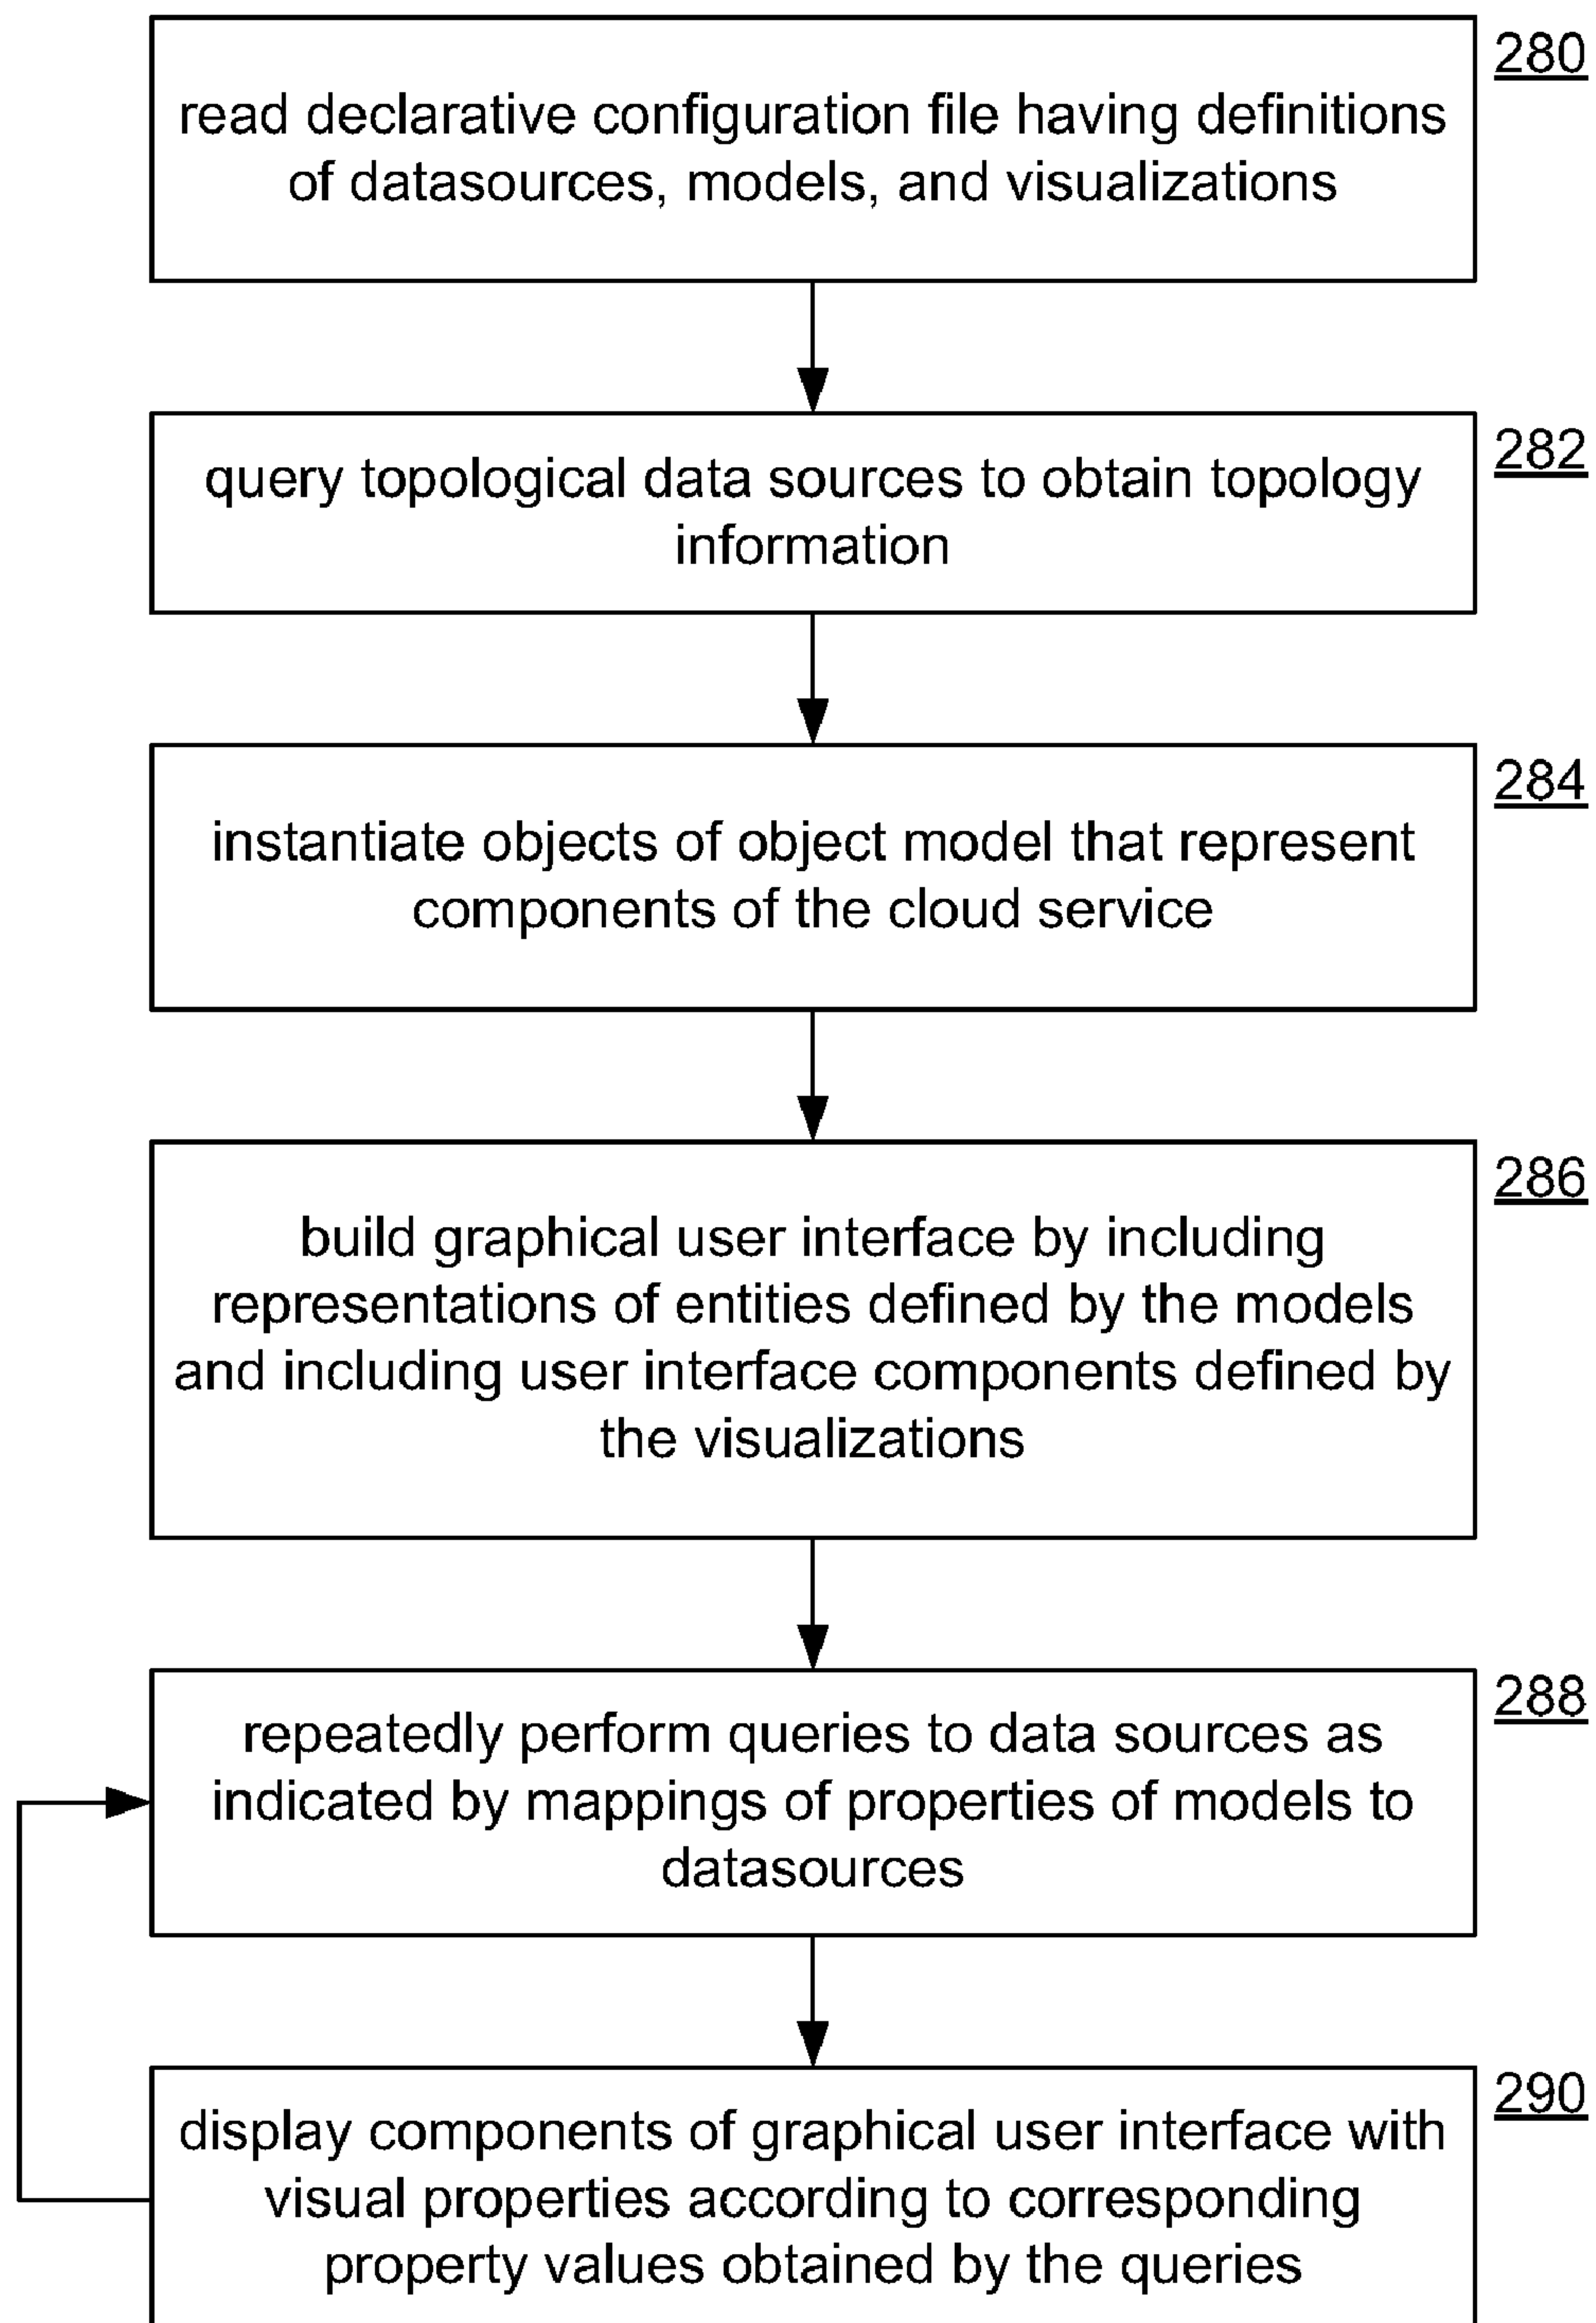 280
read declarative configuration file having definitions
of datasources, models, and visualizations
282
query topological data sources to obtain topology
information
284
instantiate objects of object model that represent
components of the cloud service
286
build graphical user interface by including
representations of entities defined by the models
and including user interface components defined by
the visualizations
288
repeatedly perform queries to data sources as
indicated by mappings of properties of models to
datasources
290
display components of graphical user interface with
visual properties according to corresponding
property values obtained by the queries